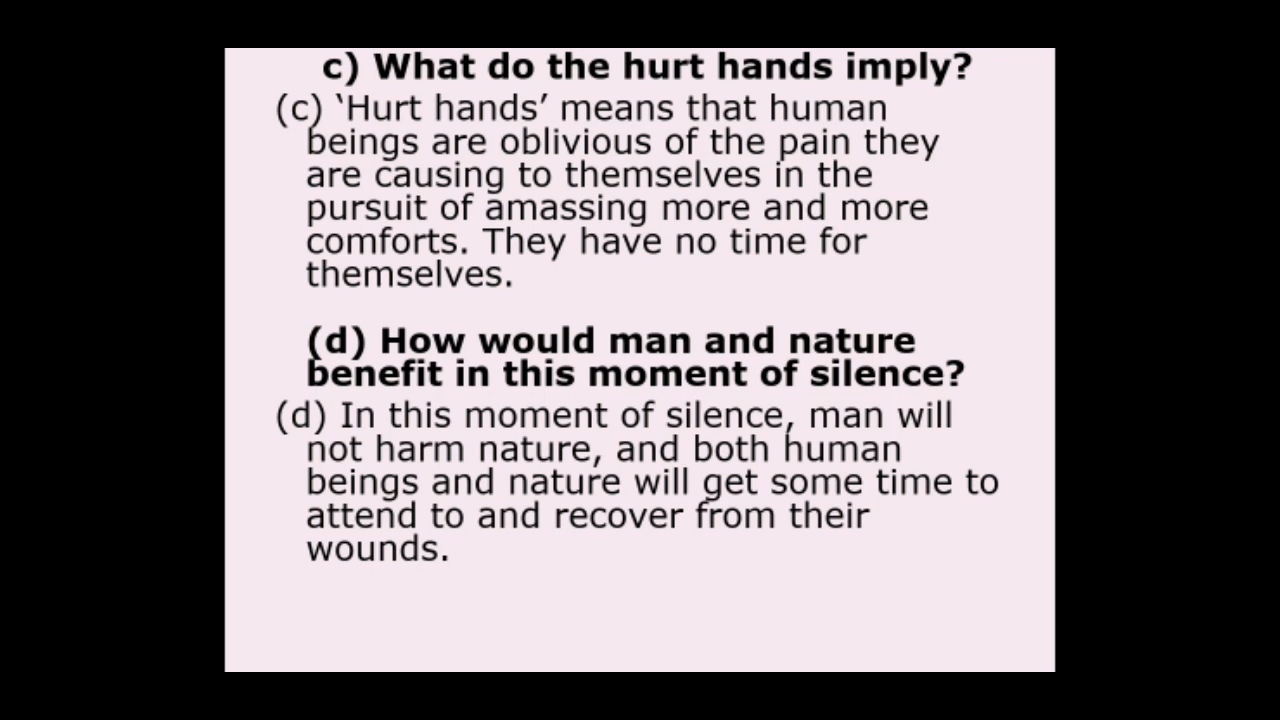 c) What do the hurt hands imply?
(c) ‘Hurt hands’ means that human
beings are oblivious of the pain they
are causing to themselves in the
pursuit of amassing more and more
comforts. They have no time for
themselves.
(d) How would man and nature
benefit in this moment of silence?
(d) In this moment of silence, man will
not harm nature, and both human
beings and nature will get some time to
attend to and recover from their
wounds.